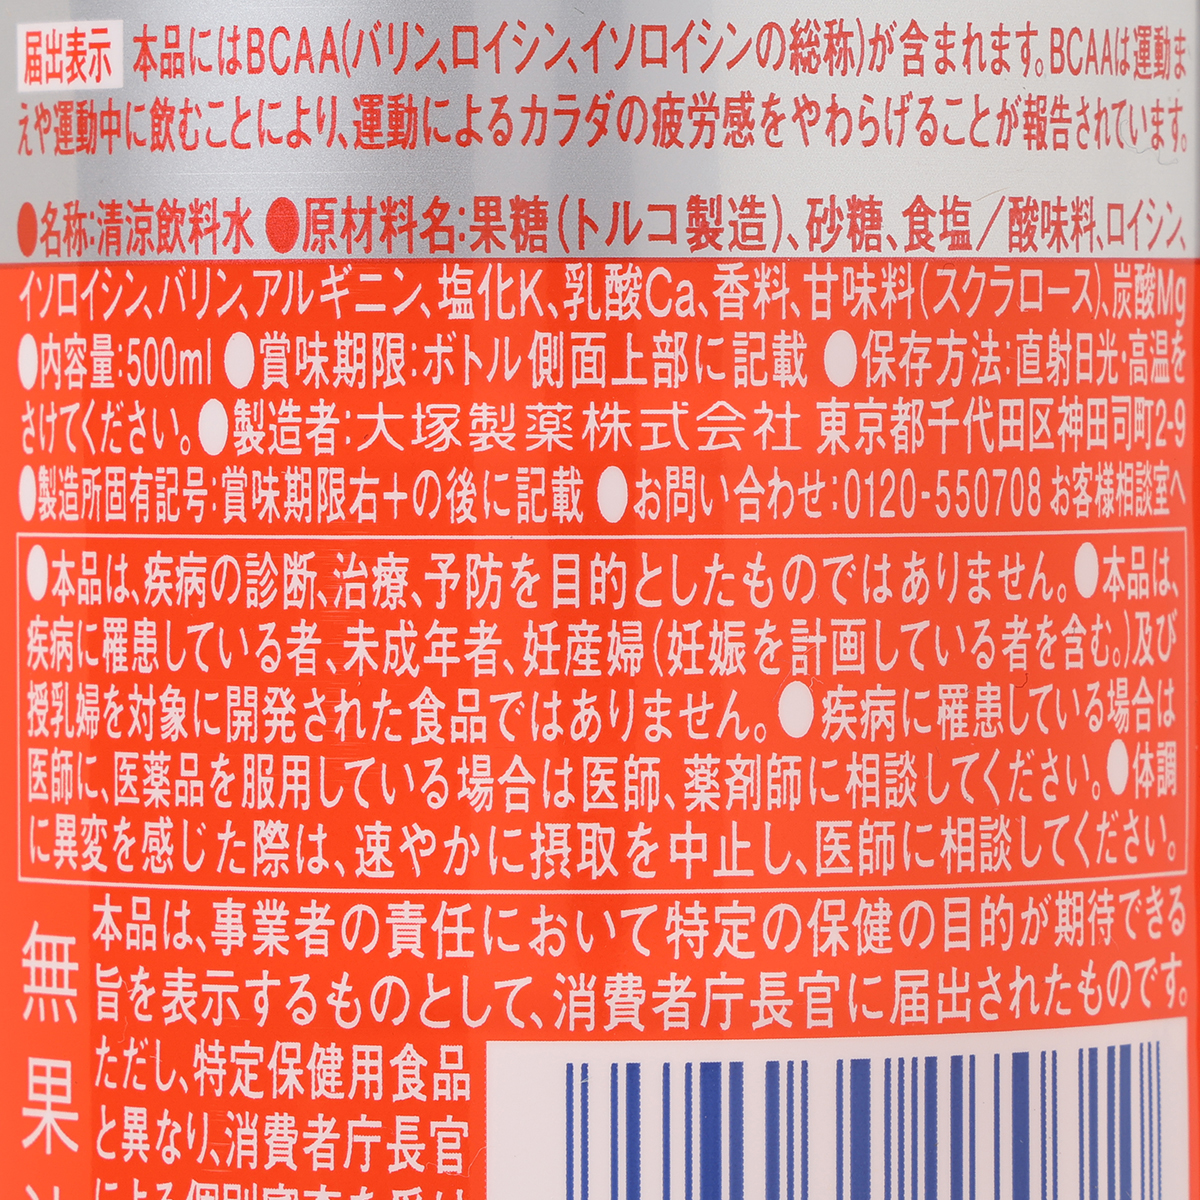 届出表示 本品にはBCAA(バリン、ロイシン、イソロイシンの総称)が含まれます。BCAAは運動ま
えや運動中に飲むことにより、運動によるカラダの疲労感をやわらげることが報告されています。
●名称:清涼飲料水 ●原材料名:果糖(トルコ製造)、砂糖、食塩／酸味料、ロイシン、
イソロイシン、バリン、アルギニン、塩化K、乳酸Ca、香料、甘味料(スクラロース)、炭酸Mg
●内容量:500ml ●賞味期限:ボトル側面上部に記載 ●保存方法:直射日光・高温を
さけてください。●製造者:大塚製薬株式会社 東京都千代田区神田司町2-9
●製造所固有記号:賞味期限右+の後に記載 ●お問い合わせ:0120-550708 お客様相談室へ
●本品は、疾病の診断、治療、予防を目的としたものではありません。●本品は、
疾病に罹患している者、未成年者、妊産婦(妊娠を計画している者を含む。)及び
授乳婦を対象に開発された食品ではありません。●疾病に罹患している場合は
医師に、医薬品を服用している場合は医師、薬剤師に相談してください。●体調
に異変を感じた際は、速やかに摂取を中止し、医師に相談してください。
無果
本品は、事業者の責任において特定の保健の目的が期待できる
旨を表示するものとして、消費者庁長官に届出されたものです。
ただし、特定保健用食品
と異なり、消費者庁長官
による個別審査を受け